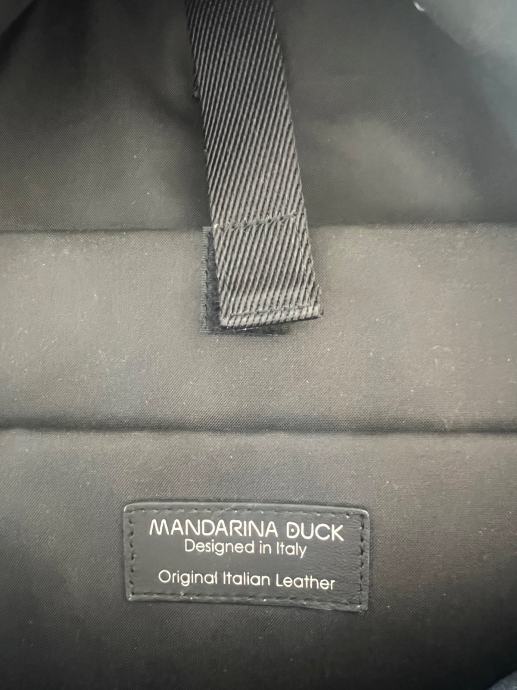 MANDARINA DUCK
Designed in Italy
Original Italian Leather